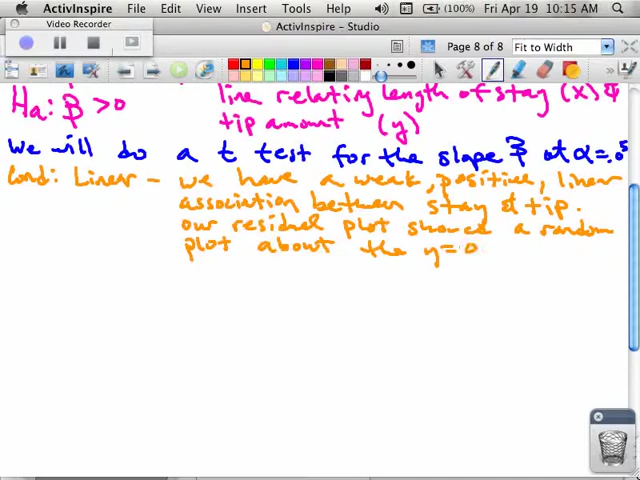 ActivInspire File Edit View Insert Tools Help (100%) Fri Apr 19 10:15 AM
Video Recorder
ActivInspire - Studio
Page 8 of 8 Fit to Width
Ha: β >0 line relating length of stay (x) &
tip amount (y)
We will do a t test for the slope β at α=.05
Cond: Linear - we have a weak, positive, linear
association between stay & tip.
our residual plot shows a random
plot about the y=0